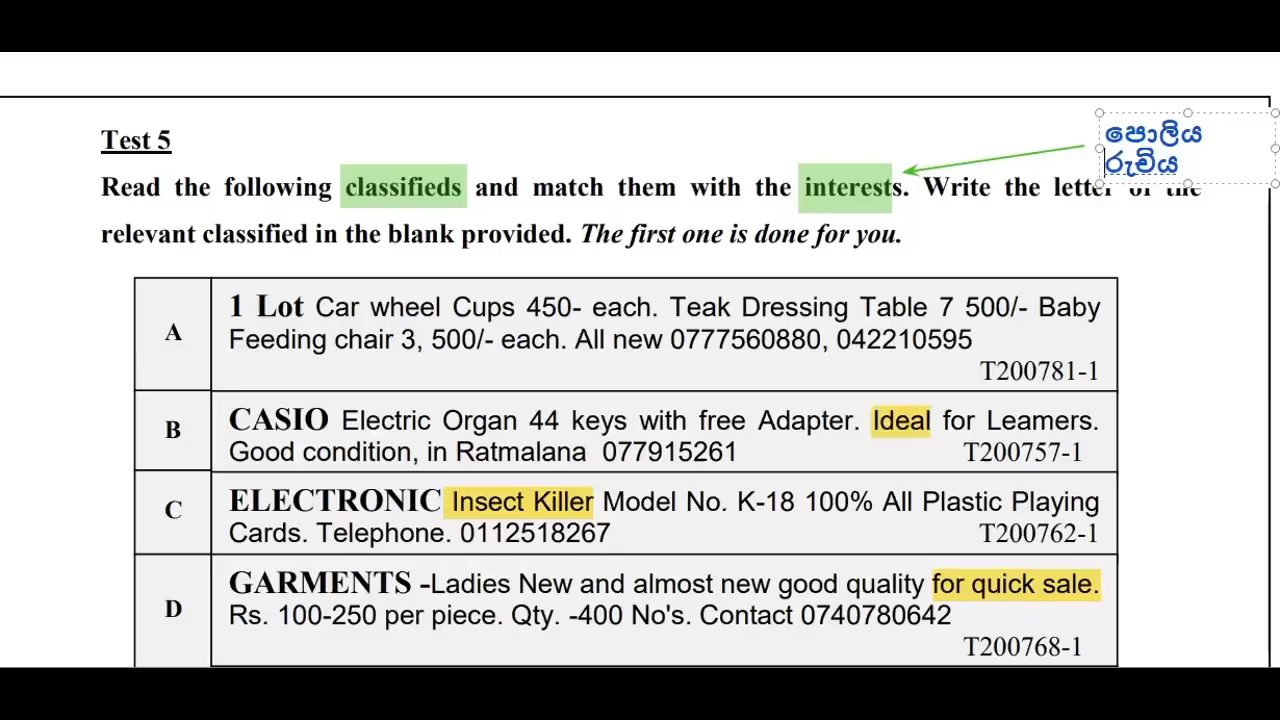 Test 5
පොලිය
රුචිය
Read the following classifieds and match them with the interests. Write the letter of the
relevant classified in the blank provided. The first one is done for you.
A
1 Lot Car wheel Cups 450- each. Teak Dressing Table 7 500/- Baby
Feeding chair 3, 500/- each. All new 0777560880, 042210595
T200781-1
B
CASIO Electric Organ 44 keys with free Adapter. Ideal for Leamers.
Good condition, in Ratmalana 077915261 T200757-1
C
ELECTRONIC Insect Killer Model No. K-18 100% All Plastic Playing
Cards. Telephone. 0112518267 T200762-1
D
GARMENTS -Ladies New and almost new good quality for quick sale.
Rs. 100-250 per piece. Qty. -400 No's. Contact 0740780642
T200768-1